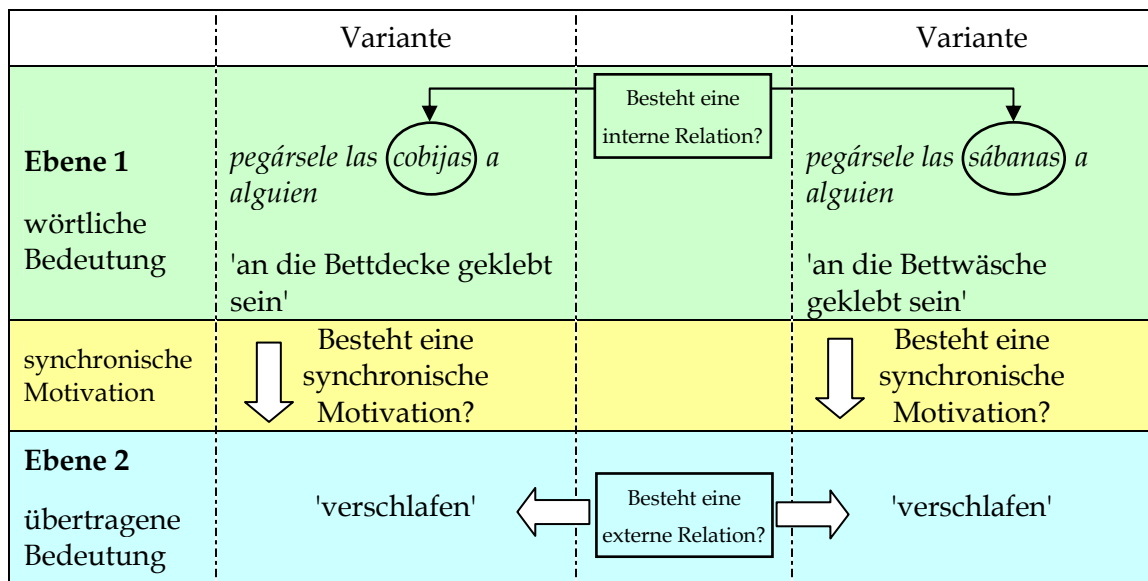 Variante
Variante
Ebene 1
wörtliche
Bedeutung
pegársele las cobijas a
alguien
'an die Bettdecke geklebt
sein'
Besteht eine
interne Relation?
pegársele las sábanas a
alguien
'an die Bettwäsche
geklebt sein'
synchronische
Motivation
Besteht eine
synchronische
Motivation?
Besteht eine
synchronische
Motivation?
Ebene 2
übertragene
Bedeutung
'verschlafen'
Besteht eine
externe Relation?
'verschlafen'